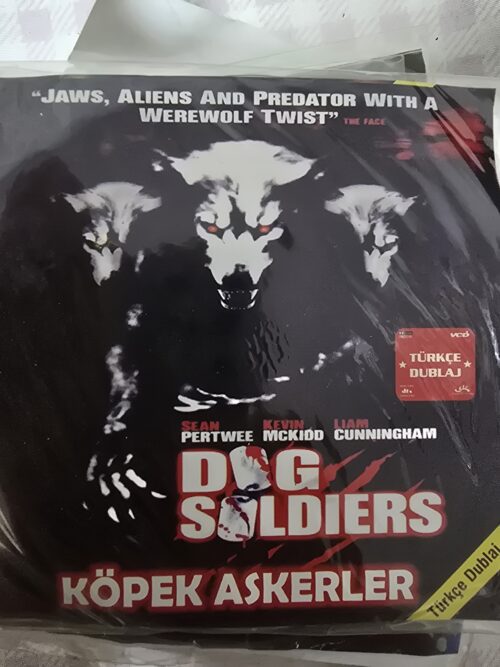 "JAWS, ALIENS AND PREDATOR WITH A
WEREWOLF TWIST" THE FACE
VCD
TÜRKÇE
DUBLAJ
SEAN KEVIN LIAM
PERTWEE MCKIDD CUNNINGHAM
DOG
SOLDIERS
KÖPEK ASKERLER
Türkçe Dublaj